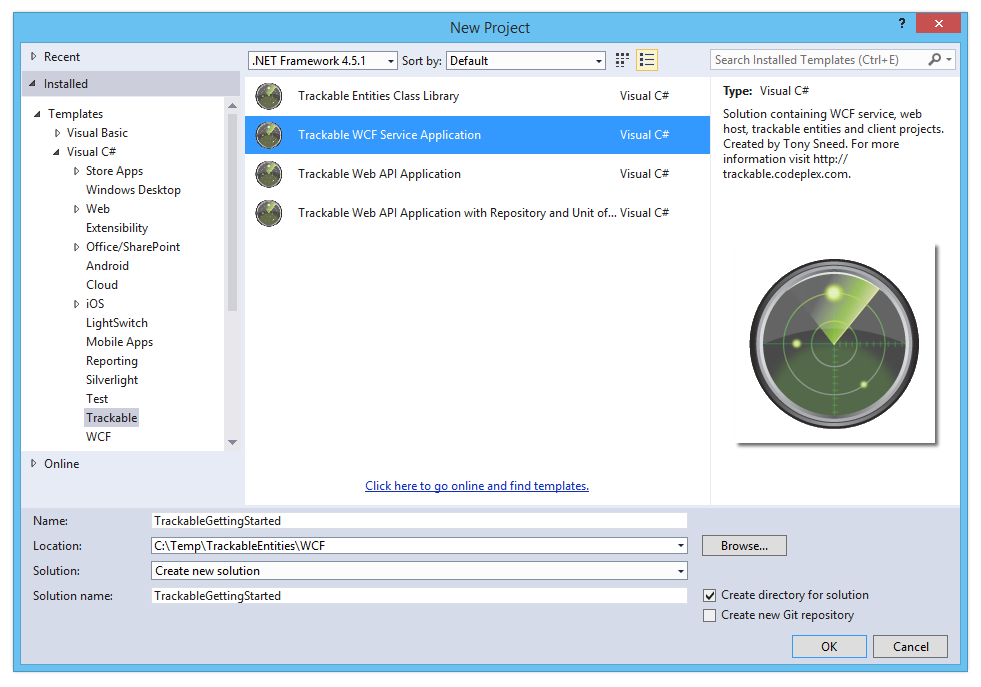 New Project
?
Recent
Installed
Templates
Visual Basic
Visual C#
Store Apps
Windows Desktop
Web
Extensibility
Office/SharePoint
Android
Cloud
iOS
LightSwitch
Mobile Apps
Reporting
Silverlight
Test
Trackable
WCF
Online
.NET Framework 4.5.1 Sort by: Default
Trackable Entities Class Library Visual C#
Trackable WCF Service Application Visual C#
Trackable Web API Application Visual C#
Trackable Web API Application with Repository and Unit of... Visual C#
Click here to go online and find templates.
Search Installed Templates (Ctrl+E)
Type: Visual C#
Solution containing WCF service, web
host, trackable entities and client projects.
Created by Tony Sneed. For more
information visit http://
trackable.codeplex.com.
Name: TrackableGettingStarted
Location: C:\Temp\TrackableEntities\WCF Browse...
Solution: Create new solution
Solution name: TrackableGettingStarted
Create directory for solution
Create new Git repository
OK Cancel